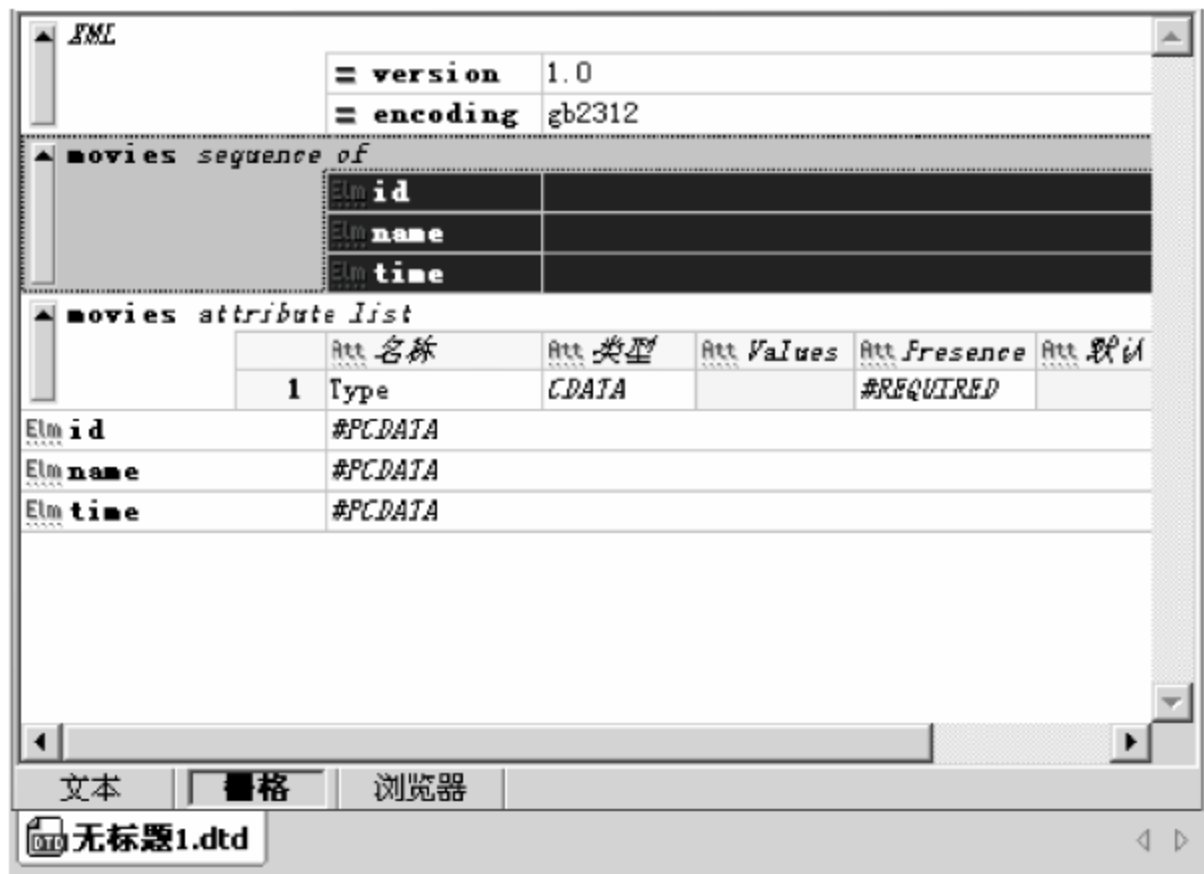 XML
= version 1.0
= encoding gb2312
movies sequence of
Elm id
Elm name
Elm time
movies attribute list
Att 名称 Att 类型 Att Values Att Presence Att 默认
1 Type CDATA #REQUIRED
Elm id #PCDATA
Elm name #PCDATA
Elm time #PCDATA
文本 栅格 浏览器
DTD 无标题1.dtd